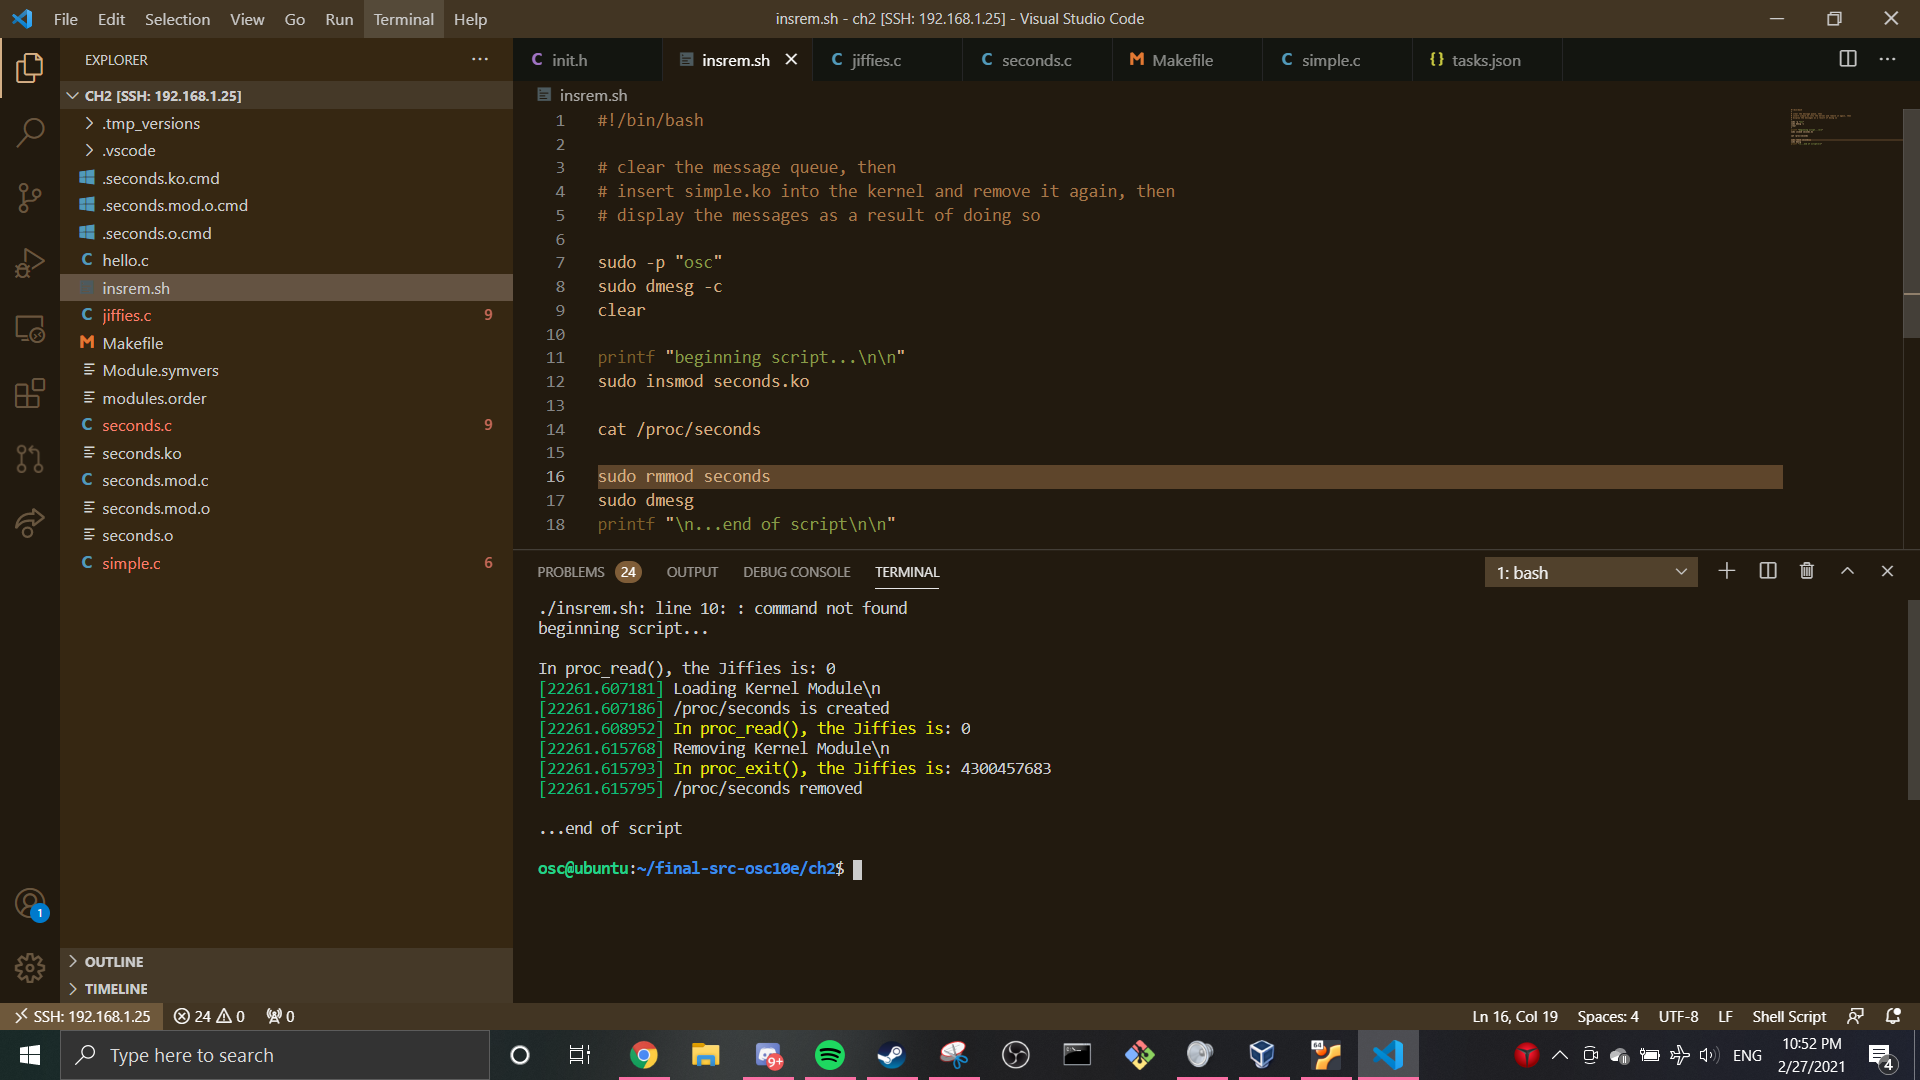 File Edit Selection View Go Run Terminal Help
insrem.sh - ch2 [SSH: 192.168.1.25] - Visual Studio Code
EXPLORER
CH2 [SSH: 192.168.1.25]
.tmp_versions
.vscode
.seconds.ko.cmd
.seconds.mod.o.cmd
.seconds.o.cmd
hello.c
insrem.sh
jiffies.c 9
Makefile
Module.symvers
modules.order
seconds.c 9
seconds.ko
seconds.mod.c
seconds.mod.o
seconds.o
simple.c 6
OUTLINE
TIMELINE
init.h insrem.sh jiffies.c seconds.c Makefile simple.c tasks.json
insrem.sh
1 #!/bin/bash
2
3 # clear the message queue, then
4 # insert simple.ko into the kernel and remove it again, then
5 # display the messages as a result of doing so
6
7 sudo -p "osc"
8 sudo dmesg -c
9 clear
10
11 printf "beginning script...\n\n"
12 sudo insmod seconds.ko
13
14 cat /proc/seconds
15
16 sudo rmmod seconds
17 sudo dmesg
18 printf "\n...end of script\n\n"
PROBLEMS 24 OUTPUT DEBUG CONSOLE TERMINAL
1: bash
./insrem.sh: line 10: : command not found
beginning script...
In proc_read(), the Jiffies is: 0
[22261.607181] Loading Kernel Module\n
[22261.607186] /proc/seconds is created
[22261.608952] In proc_read(), the Jiffies is: 0
[22261.615768] Removing Kernel Module\n
[22261.615793] In proc_exit(), the Jiffies is: 4300457683
[22261.615795] /proc/seconds removed
...end of script
osc@ubuntu:~/final-src-osc10e/ch2$
1
SSH: 192.168.1.25 24 0 0
Ln 16, Col 19 Spaces: 4 UTF-8 LF Shell Script
Type here to search
9+
64
ENG
10:52 PM
2/27/2021
4